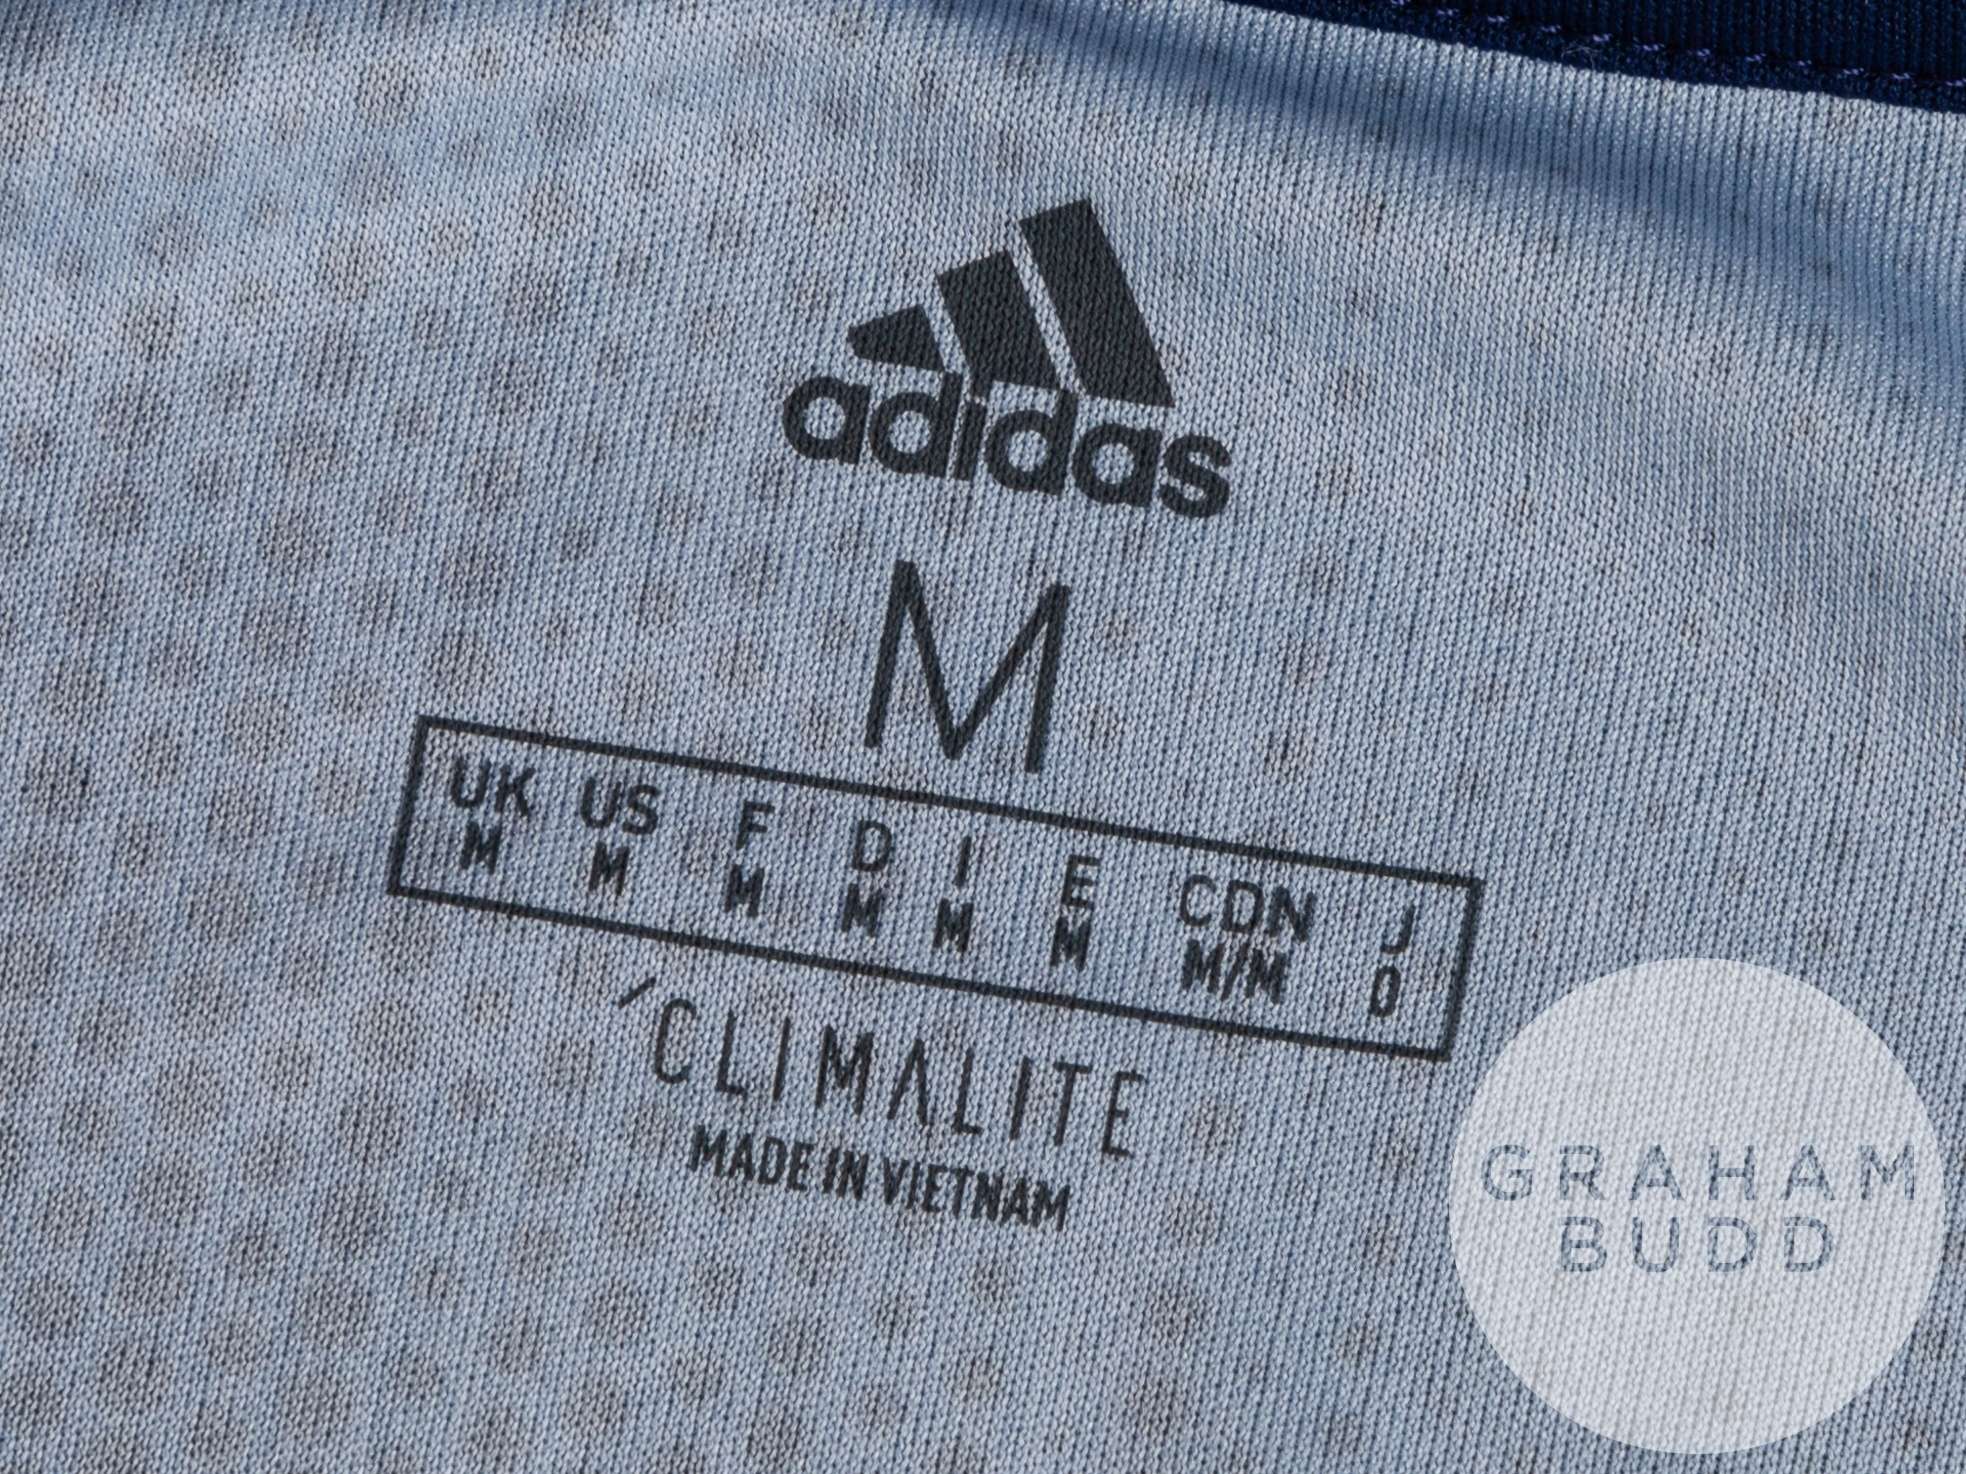 adidas
M
UK US F D I E CDN J
M M M M M M M/M O
CLIMALITE
MADE IN VIETNAM
GRAHAM
BUDD